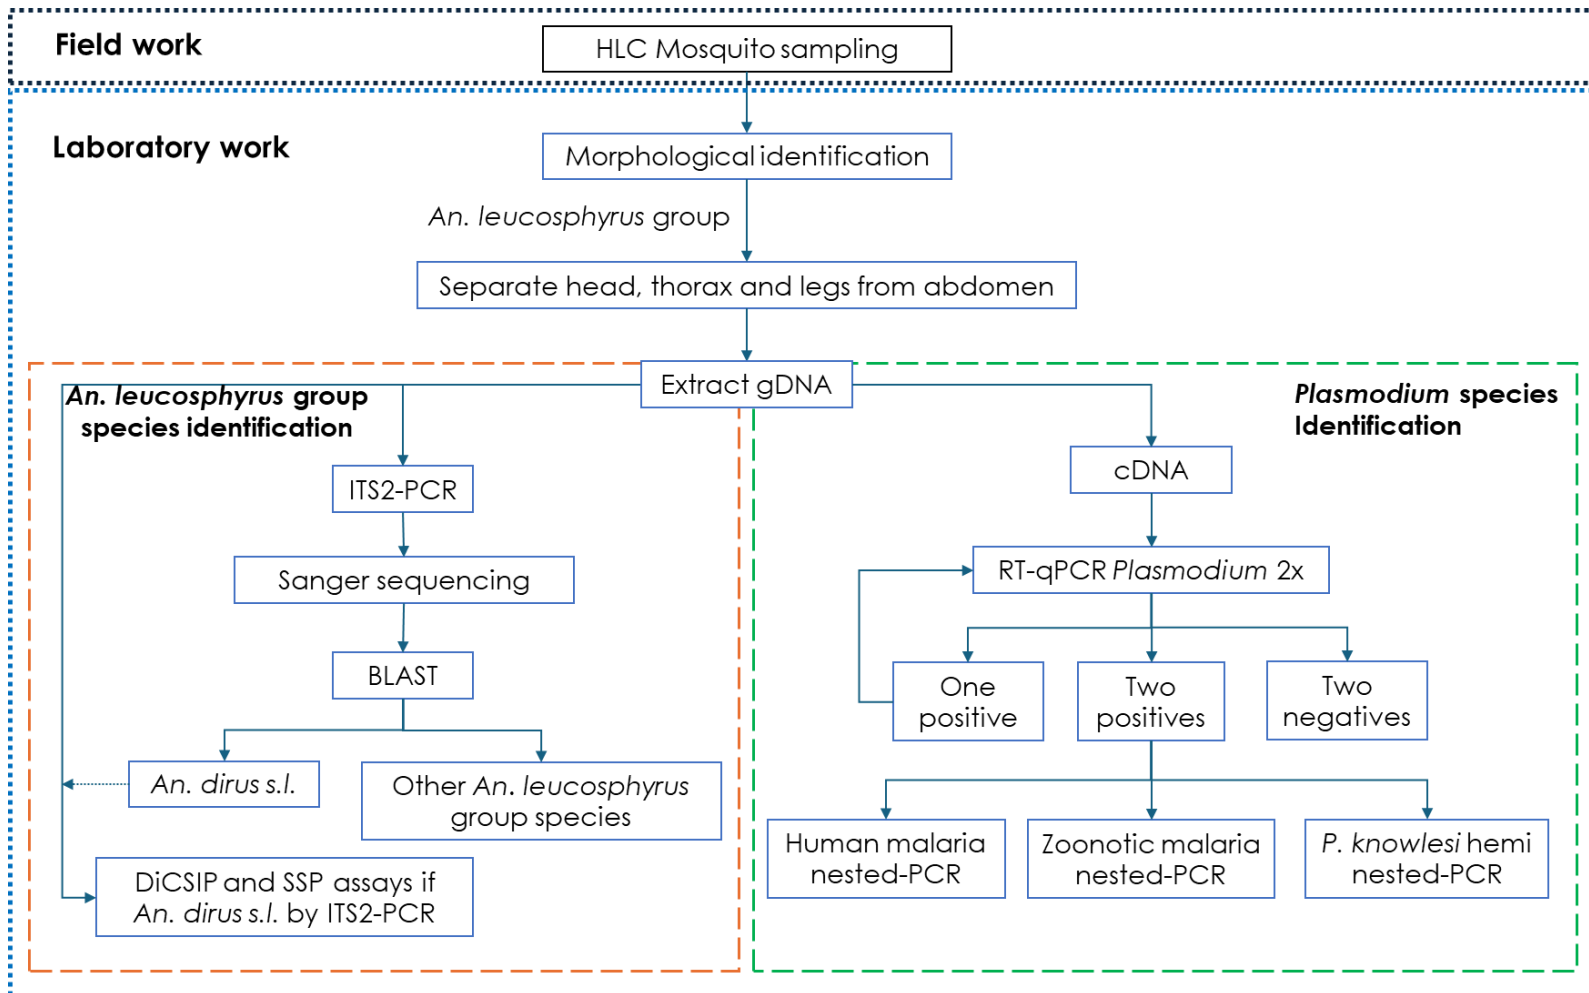 Field work
HLC Mosquito sampling
Laboratory work
Morphological identification
An. leucosphyrus group
Separate head, thorax and legs from abdomen
Extract gDNA
An. leucosphyrus group
species identification
ITS2-PCR
Sanger sequencing
BLAST
An. dirus s.l.
Other An. leucosphyrus
group species
DiCSIP and SSP assays if
An. dirus s.l. by ITS2-PCR
Plasmodium species
Identification
cDNA
RT-qPCR Plasmodium 2x
One
positive
Two
positives
Two
negatives
Human malaria
nested-PCR
Zoonotic malaria
nested-PCR
P. knowlesi hemi
nested-PCR